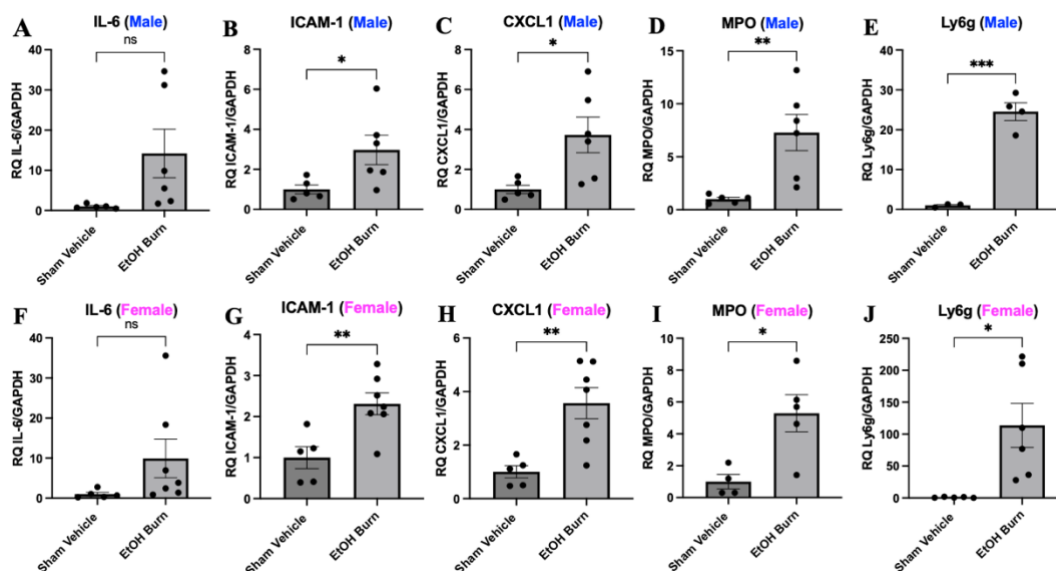 A
IL-6 (Male)
ns
RQ IL-6/GAPDH
40
30
20
10
0
Sham Vehicle
EtOH Burn
B
ICAM-1 (Male)
*
RQ ICAM-1/GAPDH
8
6
4
2
0
Sham Vehicle
EtOH Burn
C
CXCL1 (Male)
*
RQ CXCL1/GAPDH
8
6
4
2
0
Sham Vehicle
EtOH Burn
D
MPO (Male)
**
RQ MPO/GAPDH
15
10
5
0
Sham Vehicle
EtOH Burn
E
Ly6g (Male)
***
RQ Ly6g/GAPDH
40
30
20
10
0
Sham Vehicle
EtOH Burn
F
IL-6 (Female)
ns
RQ IL-6/GAPDH
40
30
20
10
0
Sham Vehicle
EtOH Burn
G
ICAM-1 (Female)
**
RQ ICAM-1/GAPDH
4
3
2
1
0
Sham Vehicle
EtOH Burn
H
CXCL1 (Female)
**
RQ CXCL1/GAPDH
6
4
2
0
Sham Vehicle
EtOH Burn
I
MPO (Female)
*
RQ MPO/GAPDH
10
8
6
4
2
0
Sham Vehicle
EtOH Burn
J
Ly6g (Female)
*
RQ Ly6g/GAPDH
250
200
150
100
50
0
Sham Vehicle
EtOH Burn